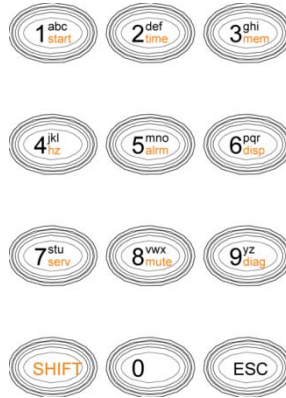 1 abc start
2 def time
3 ghi mem
4 jkl hz
5 mno alrm
6 pqr disp
7 stu serv
8 vwx mute
9 yz diag
SHIFT
0
ESC